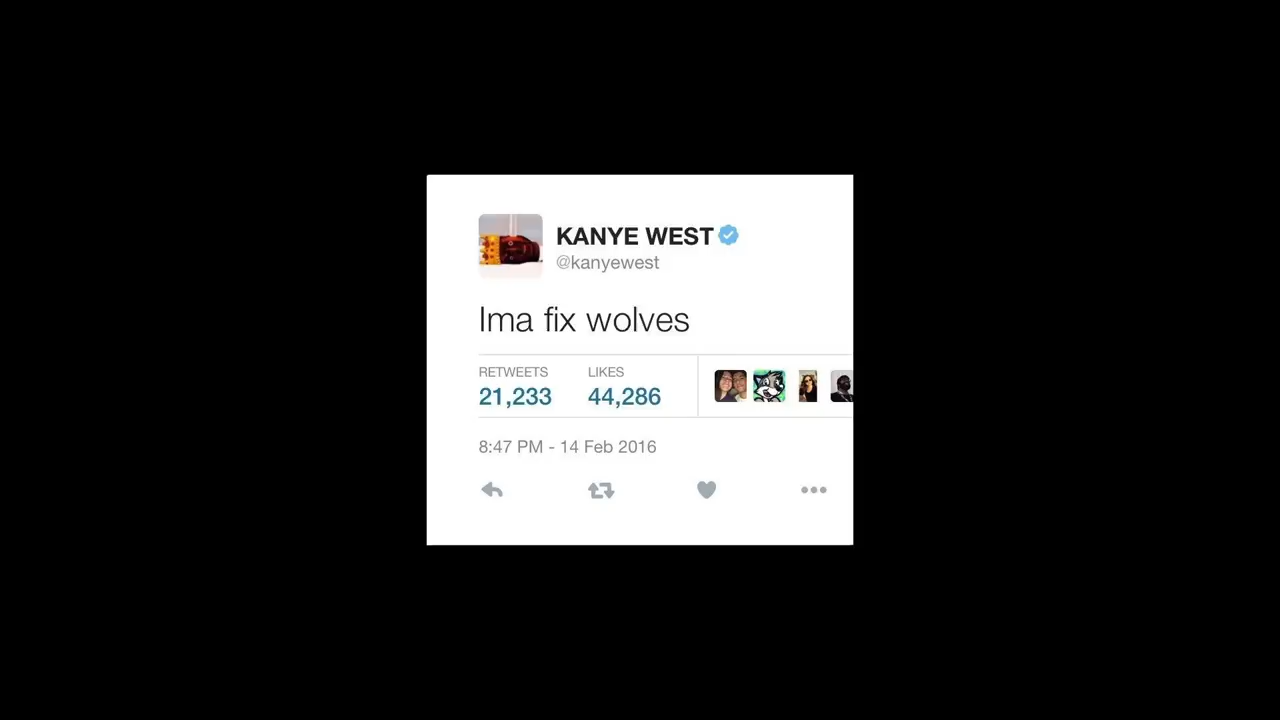 KANYE WEST
@kanyewest
Ima fix wolves
RETWEETS LIKES
21,233 44,286
8:47 PM - 14 Feb 2016